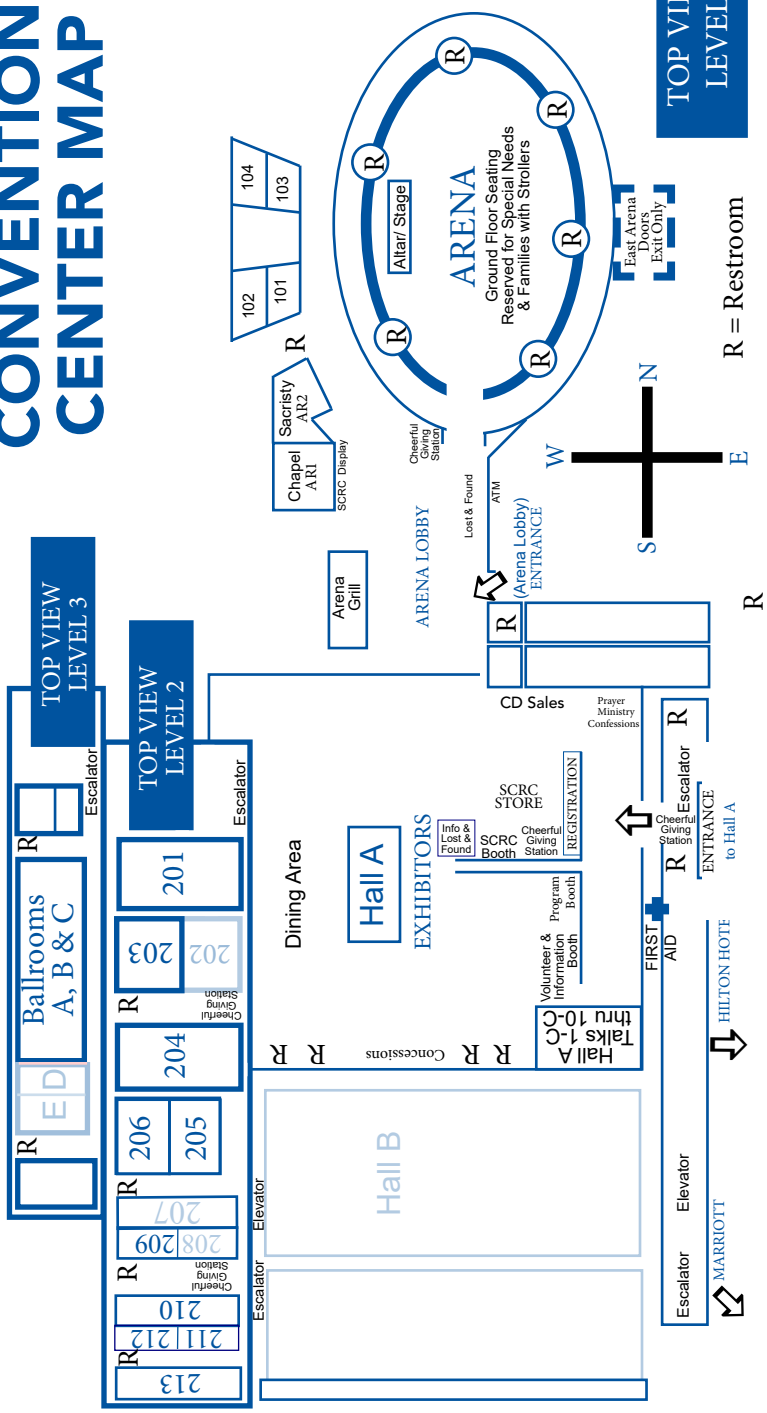 CONVENTION
CENTER MAP
TOP VIEW
LEVEL 3
TOP VIEW
LEVEL 2
R
E
D
Ballrooms
A, B & C
R
Escalator
213
R
212
211
210
R
Cheerful
Giving
Station
209
208
207
R
206
205
204
R
Cheerful
Giving
Station
203
202
201
Escalator
Escalator
Elevator
Hall B
R
R
Concessions
R
R
Dining Area
Hall A
EXHIBITORS
Hall A
Talks 1-C
thru 10-C
Volunteer &
Information
Booth
Program
Booth
Info &
Lost &
Found
SCRC
Booth
Cheerful
Giving
Station
SCRC
STORE
REGISTRATION
CD Sales
Prayer
Ministry
Confessions
R
FIRST
AID
Escalator
Elevator
R
Cheerful
Giving
Station
Escalator
R
ENTRANCE
to Hall A
MARRIOTT
HILTON HOTE
Arena
Grill
ARENA LOBBY
Chapel
AR1
Sacristy
AR2
SCRC Display
R
Cheerful
Giving
Station
Lost & Found
ATM
(Arena Lobby)
ENTRANCE
102
101
104
103
R
R
R
R
R
R
Altar/ Stage
ARENA
Ground Floor Seating
Reserved for Special Needs
& Families with Strollers
East Arena
Doors
Exit Only
W
S
N
E
R
R = Restroom
TOP VI
LEVEL